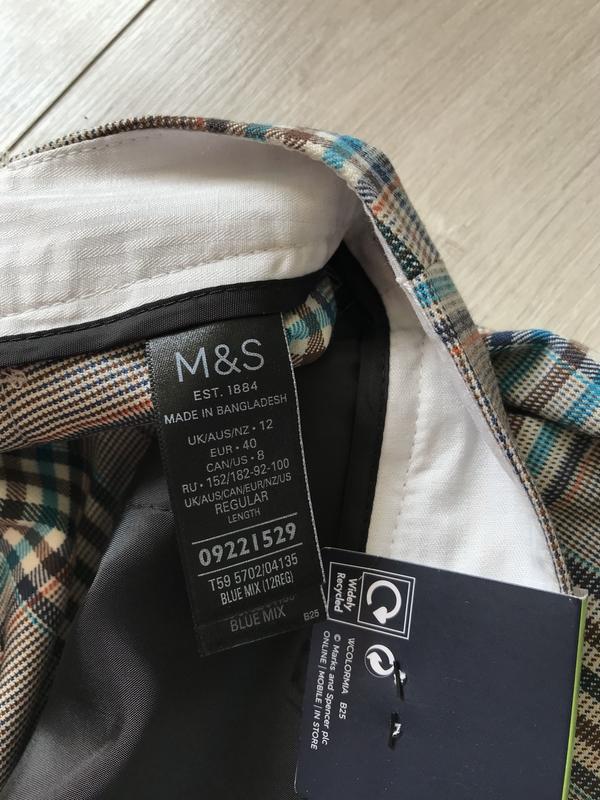 M&S
EST. 1884
MADE IN BANGLADESH
UK/AUS/NZ • 12
EUR • 40
CAN/US • 8
RU • 152/182-92-100
UK/AUS/CAN/EUR/NZ/US
REGULAR
LENGTH
09221529
T59 5702/04135
BLUE MIX (12REG)
BLUE MIX
B25
Widely
Recycled
WCOLORMIA B25
© Marks and Spencer plc
ONLINE | MOBILE | IN STORE